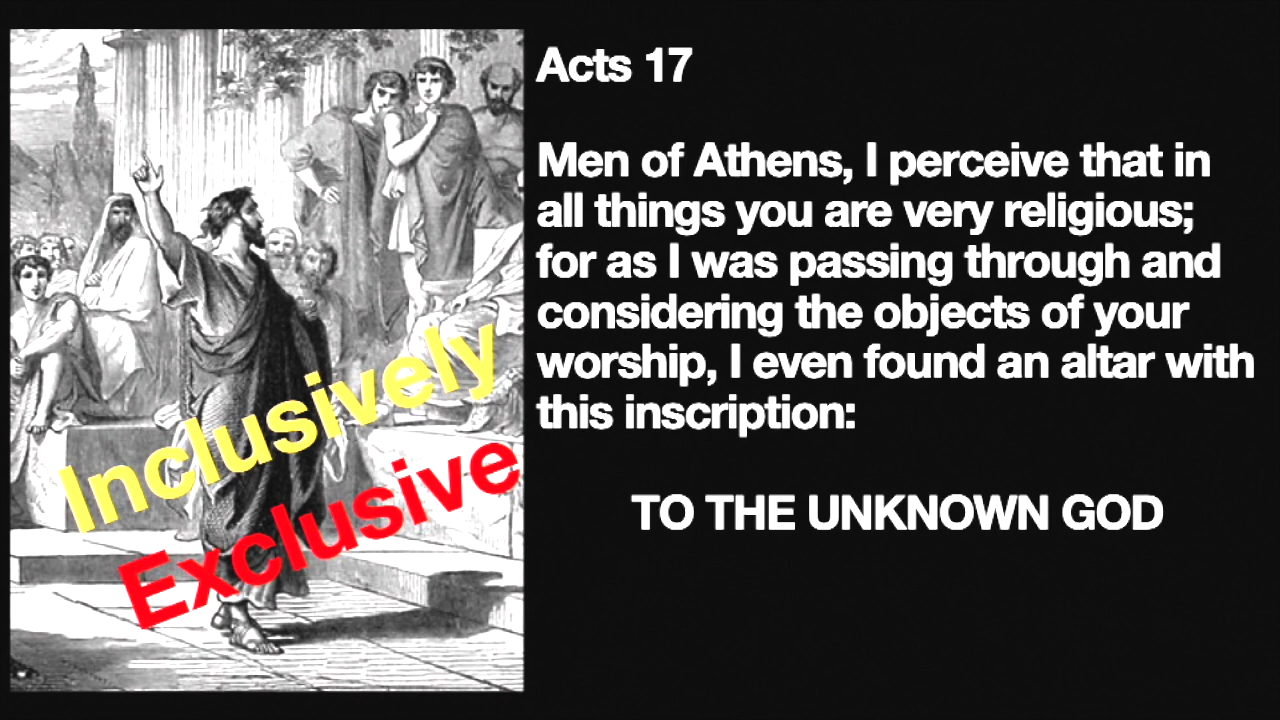 Acts 17
Men of Athens, I perceive that in
all things you are very religious;
for as I was passing through and
considering the objects of your
worship, I even found an altar with
this inscription:
TO THE UNKNOWN GOD
Inclusively
Exclusive